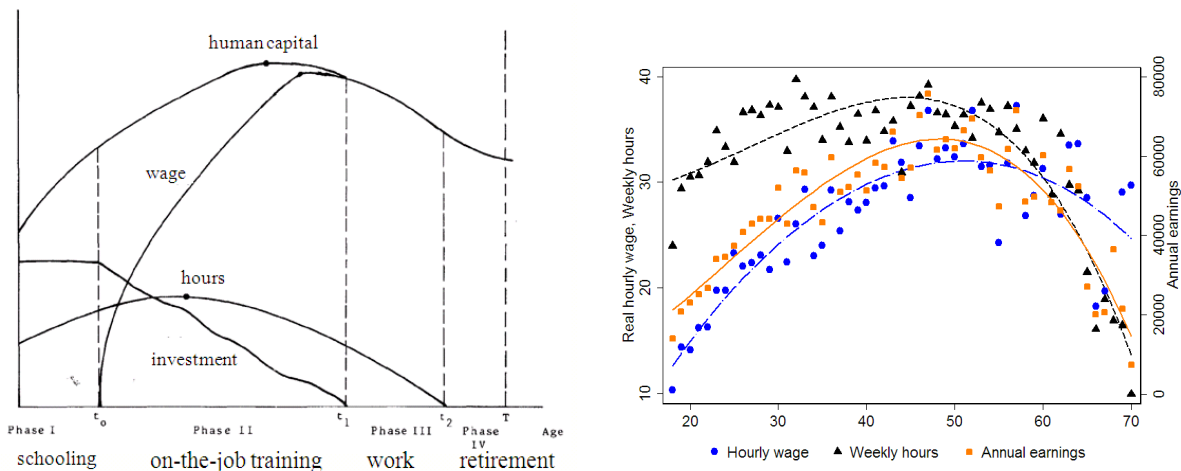 human capital
wage
hours
investment
t₀
t₁
t₂
T
Phase I
Phase II
Phase III
Phase
IV
Age
schooling
on-the-job training
work
retirement
Real hourly wage, Weekly hours
40
30
20
10
80000
60000
40000
20000
0
Annual earnings
20
30
40
50
60
70
Hourly wage
Weekly hours
Annual earnings